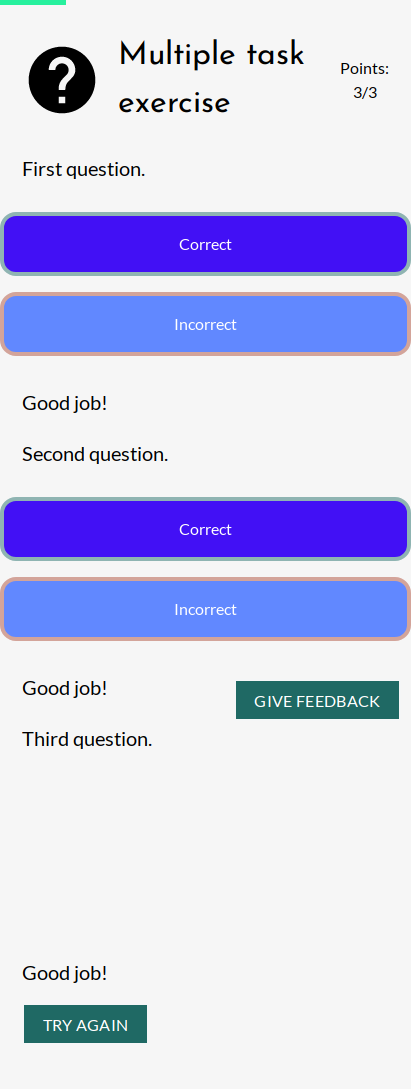 Multiple task
exercise
Points:
3/3
First question.
Correct
Incorrect
Good job!
Second question.
Correct
Incorrect
Good job!
GIVE FEEDBACK
Third question.
Good job!
TRY AGAIN